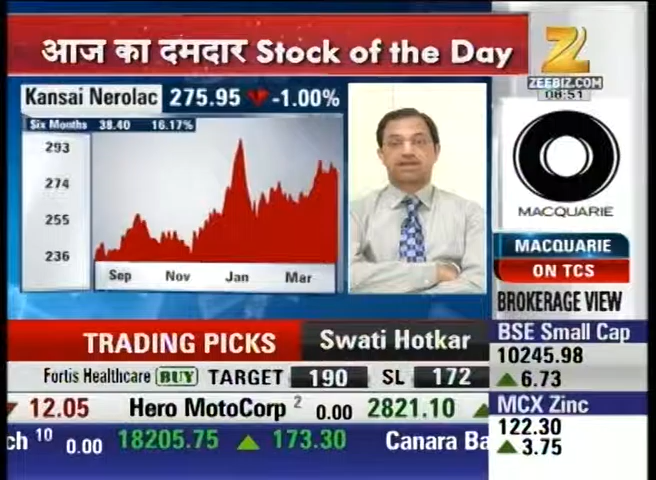 आज का दमदार Stock of the Day
ZEEBIZ.COM
08:51
Kansai Nerolac 275.95 -1.00%
Six Months 38.40 16.17%
293
274
255
236
Sep Nov Jan Mar
MACQUARIE
MACQUARIE
ON TCS
BROKERAGE VIEW
TRADING PICKS Swati Hotkar
Fortis Healthcare BUY TARGET 190 SL 172
BSE Small Cap
10245.98
6.73
12.05 Hero MotoCorp 2 0.00 2821.10
MCX Zinc
122.30
3.75
ch 10 0.00 18205.75 173.30 Canara Ba